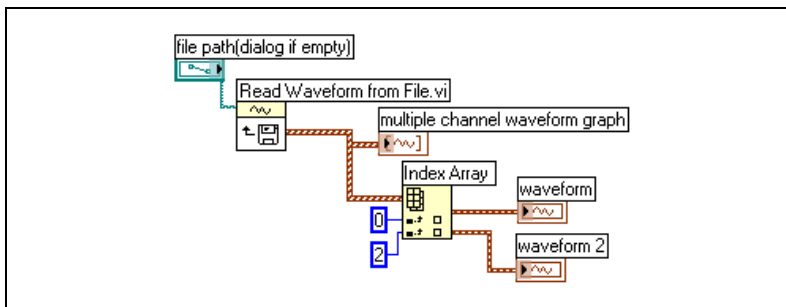 file path(dialog if empty)
Read Waveform from File.vi
multiple channel waveform graph
Index Array
waveform
0
2
waveform 2